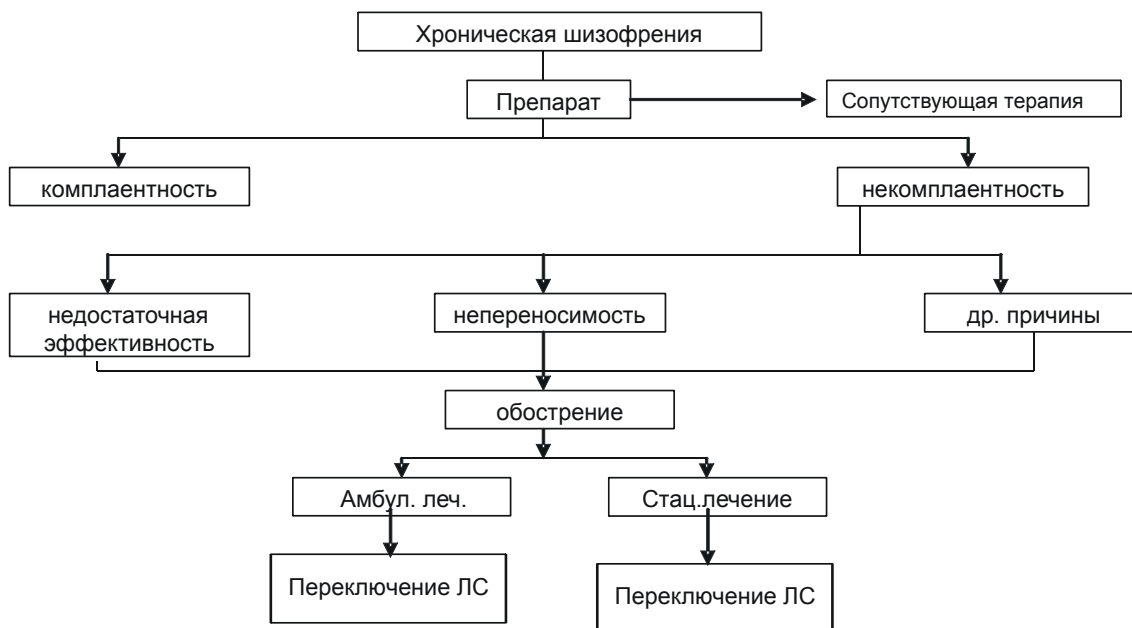 Хроническая шизофрения
Препарат
Сопутствующая терапия
комплаентность
некомплаентность
недостаточная
эффективность
непереносимость
др. причины
обострение
Амбул. леч.
Стац.лечение
Переключение ЛС
Переключение ЛС